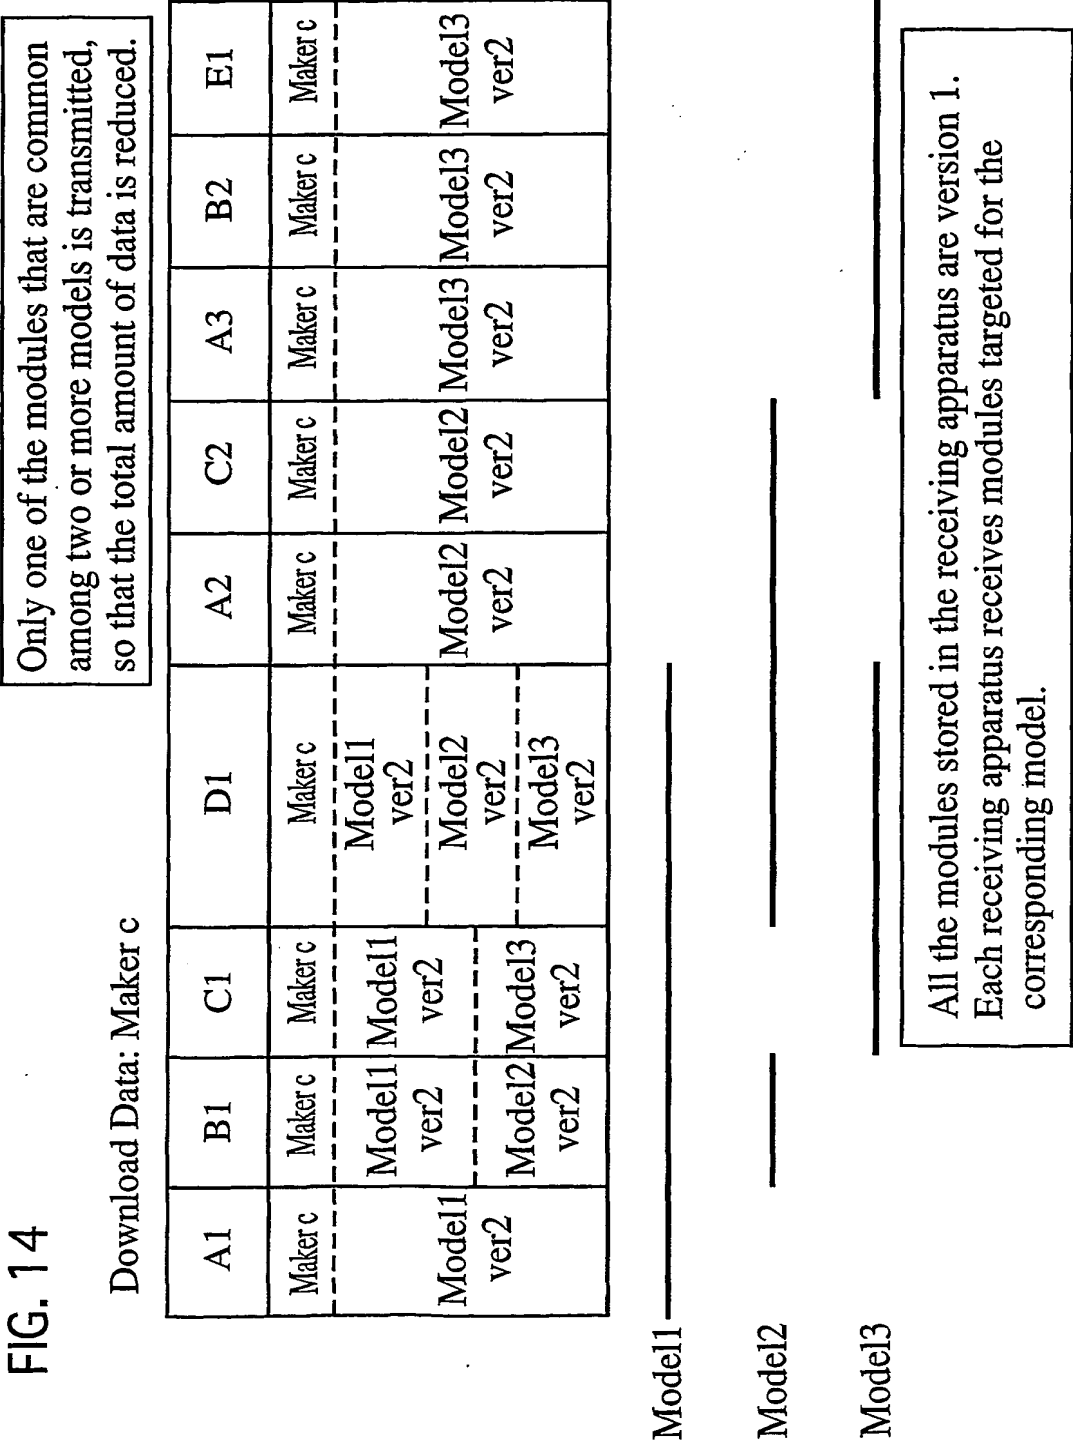 FIG. 14
Only one of the modules that are common
among two or more models is transmitted,
so that the total amount of data is reduced.
Download Data: Maker c
A1
B1
C1
D1
A2
C2
A3
B2
E1
Maker c
Maker c
Maker c
Maker c
Maker c
Maker c
Maker c
Maker c
Maker c
Model1
ver2
Model1
ver2
Model2
ver2
Model1
ver2
Model3
ver2
Model1
ver2
Model2
ver2
Model3
ver2
Model2
ver2
Model2
ver2
Model3
ver2
Model3
ver2
Model3
ver2
Model1
Model2
Model3
All the modules stored in the receiving apparatus are version 1.
Each receiving apparatus receives modules targeted for the
corresponding model.